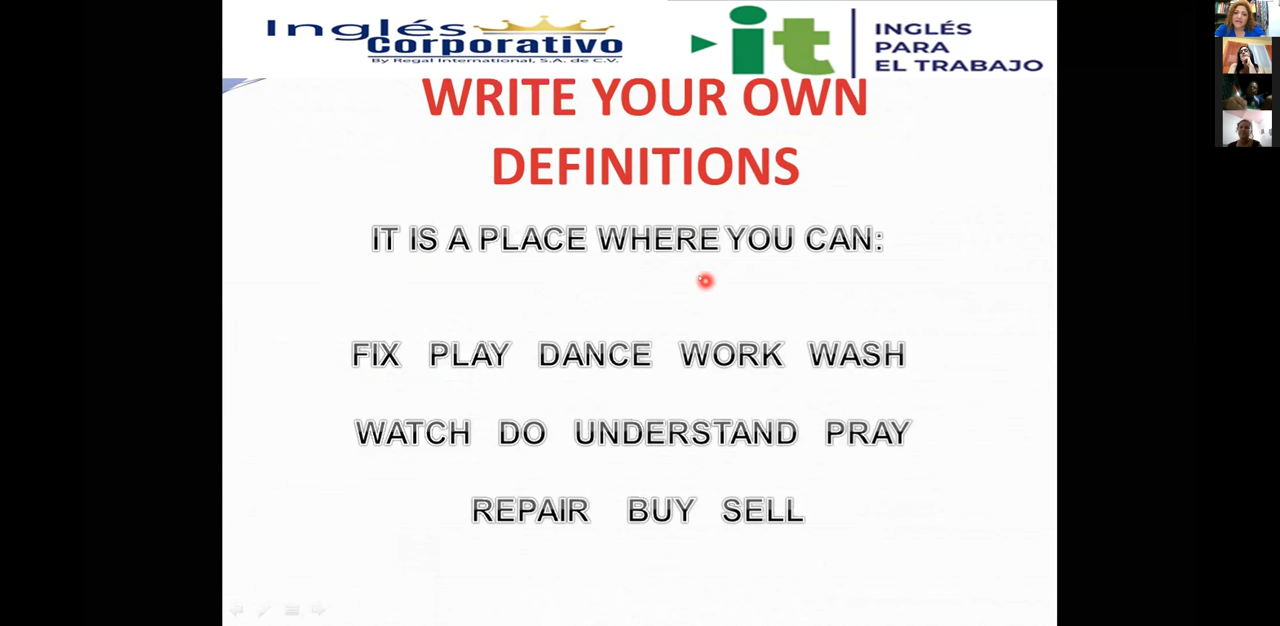 Inglés
Corporativo
By Regal International, S.A. de C.V.
it
INGLÉS
PARA
EL TRABAJO
WRITE YOUR OWN
DEFINITIONS
IT IS A PLACE WHERE YOU CAN:
FIX PLAY DANCE WORK WASH
WATCH DO UNDERSTAND PRAY
REPAIR BUY SELL